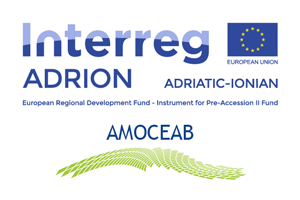 Interreg
EUROPEAN UNION
ADRION ADRIATIC-IONIAN
European Regional Development Fund - Instrument for Pre-Accession II Fund
AMOCEAB